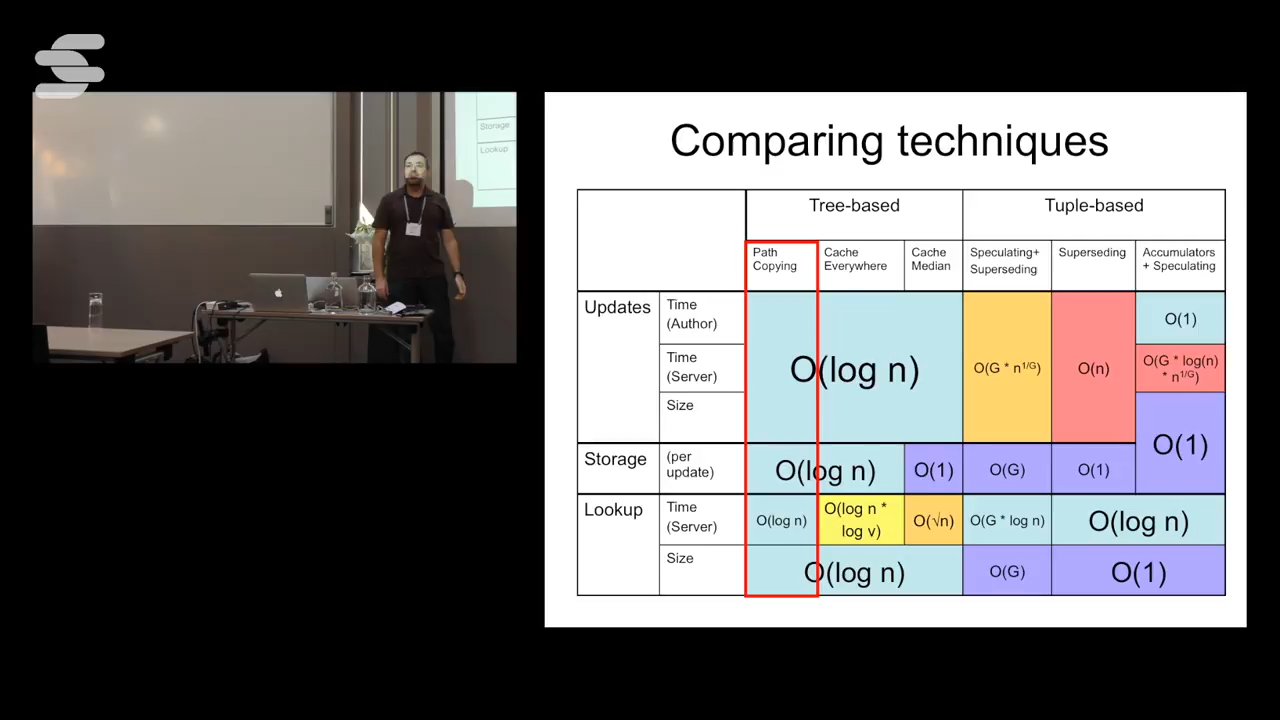 Storage
Lookup
Comparing techniques
Tree-based
Tuple-based
Path
Copying
Cache
Everywhere
Cache
Median
Speculating+
Superseding
Superseding
Accumulators
+ Speculating
Updates
Time
(Author)
O(log n)
O(G * n1/G)
O(n)
O(1)
Time
(Server)
O(G * log(n)
* n1/G)
Size
O(1)
Storage
(per
update)
O(log n)
O(1)
O(G)
O(1)
Lookup
Time
(Server)
O(log n)
O(log n *
log v)
O(√n)
O(G * log n)
O(log n)
Size
O(log n)
O(G)
O(1)